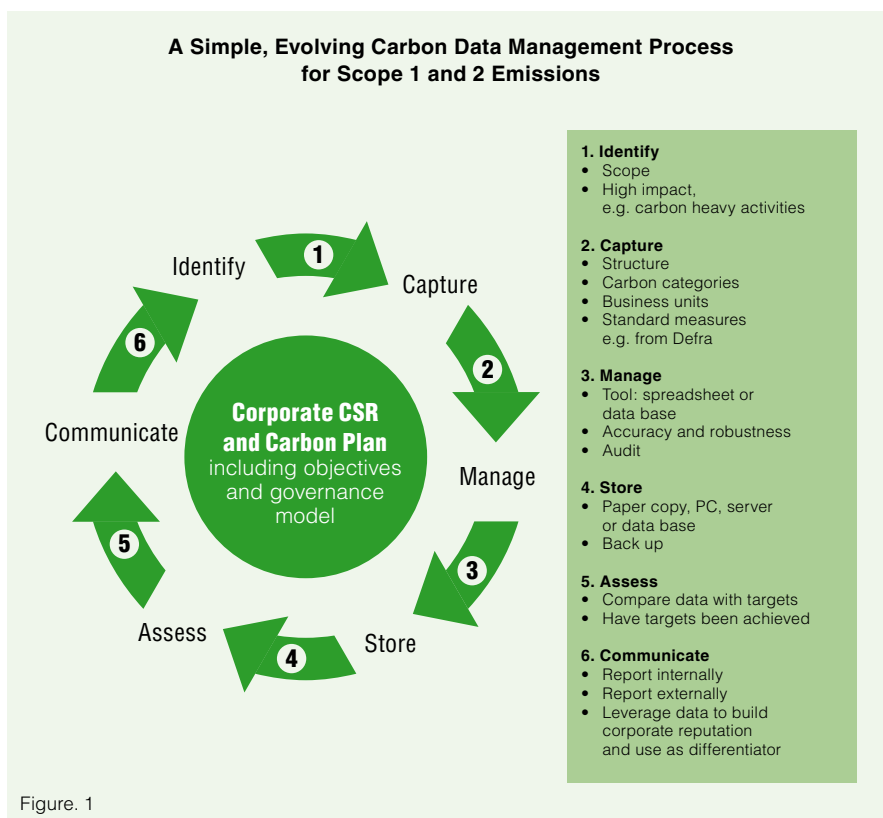 A Simple, Evolving Carbon Data Management Process
for Scope 1 and 2 Emissions
Identify
1
Capture
2
Manage
3
Store
4
Assess
5
Communicate
6
Corporate CSR
and Carbon Plan
including objectives
and governance
model
1. Identify
• Scope
• High impact,
e.g. carbon heavy activities
2. Capture
• Structure
• Carbon categories
• Business units
• Standard measures
e.g. from Defra
3. Manage
• Tool: spreadsheet or
data base
• Accuracy and robustness
• Audit
4. Store
• Paper copy, PC, server
or data base
• Back up
5. Assess
• Compare data with targets
• Have targets been achieved
6. Communicate
• Report internally
• Report externally
• Leverage data to build
corporate reputation
and use as differentiator
Figure. 1